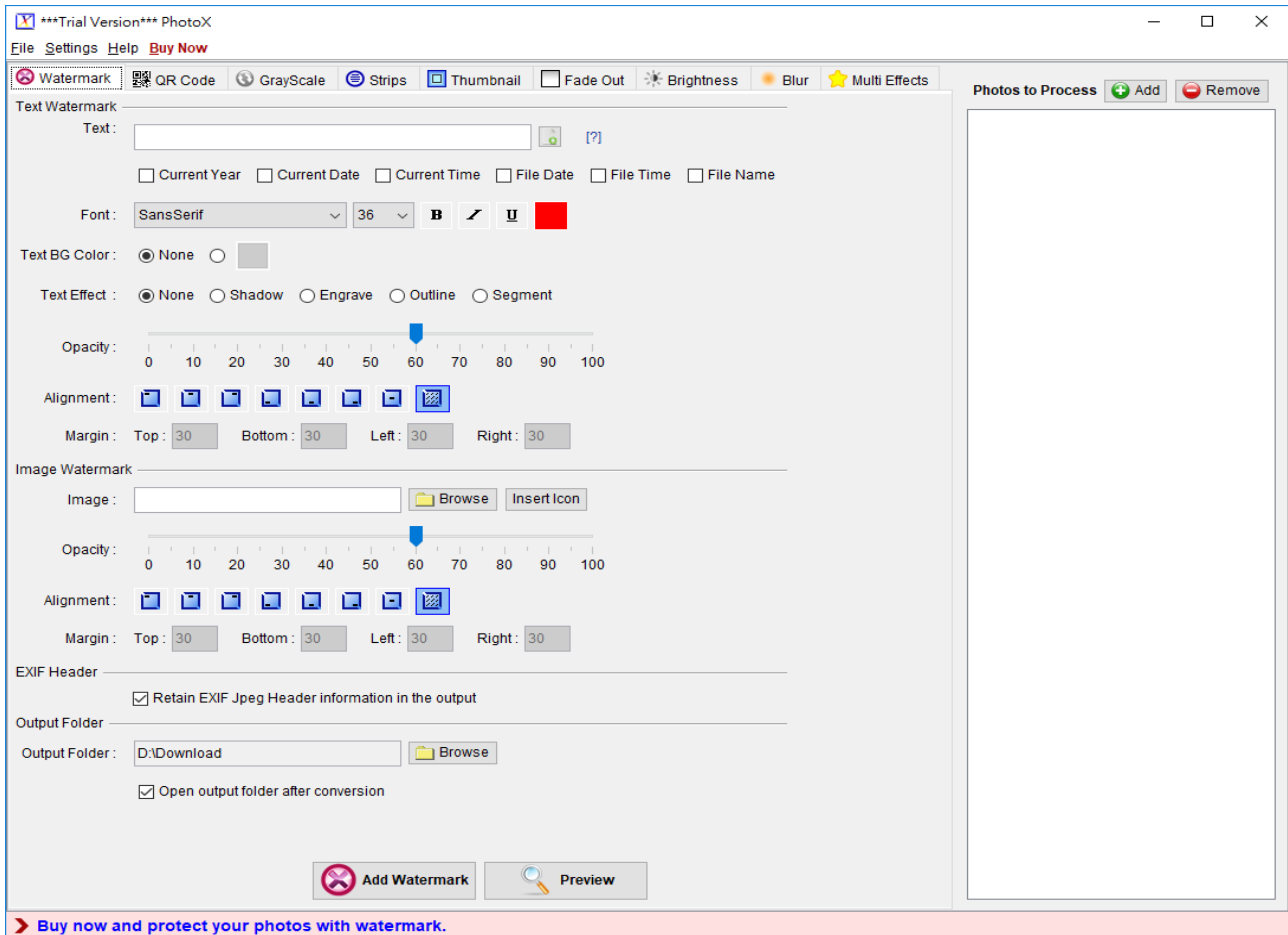 ***Trial Version*** PhotoX
File Settings Help Buy Now
Watermark QR Code GrayScale Strips Thumbnail Fade Out Brightness Blur Multi Effects
Photos to Process Add Remove
Text Watermark
Text : [?]
Current Year Current Date Current Time File Date File Time File Name
Font : SansSerif 36 B I U
Text BG Color : None
Text Effect : None Shadow Engrave Outline Segment
Opacity :
0 10 20 30 40 50 60 70 80 90 100
Alignment :
Margin : Top : 30 Bottom : 30 Left : 30 Right : 30
Image Watermark
Image : Browse Insert Icon
Opacity :
0 10 20 30 40 50 60 70 80 90 100
Alignment :
Margin : Top : 30 Bottom : 30 Left : 30 Right : 30
EXIF Header
Retain EXIF Jpeg Header information in the output
Output Folder
Output Folder : D:\Download Browse
Open output folder after conversion
Add Watermark Preview
Buy now and protect your photos with watermark.